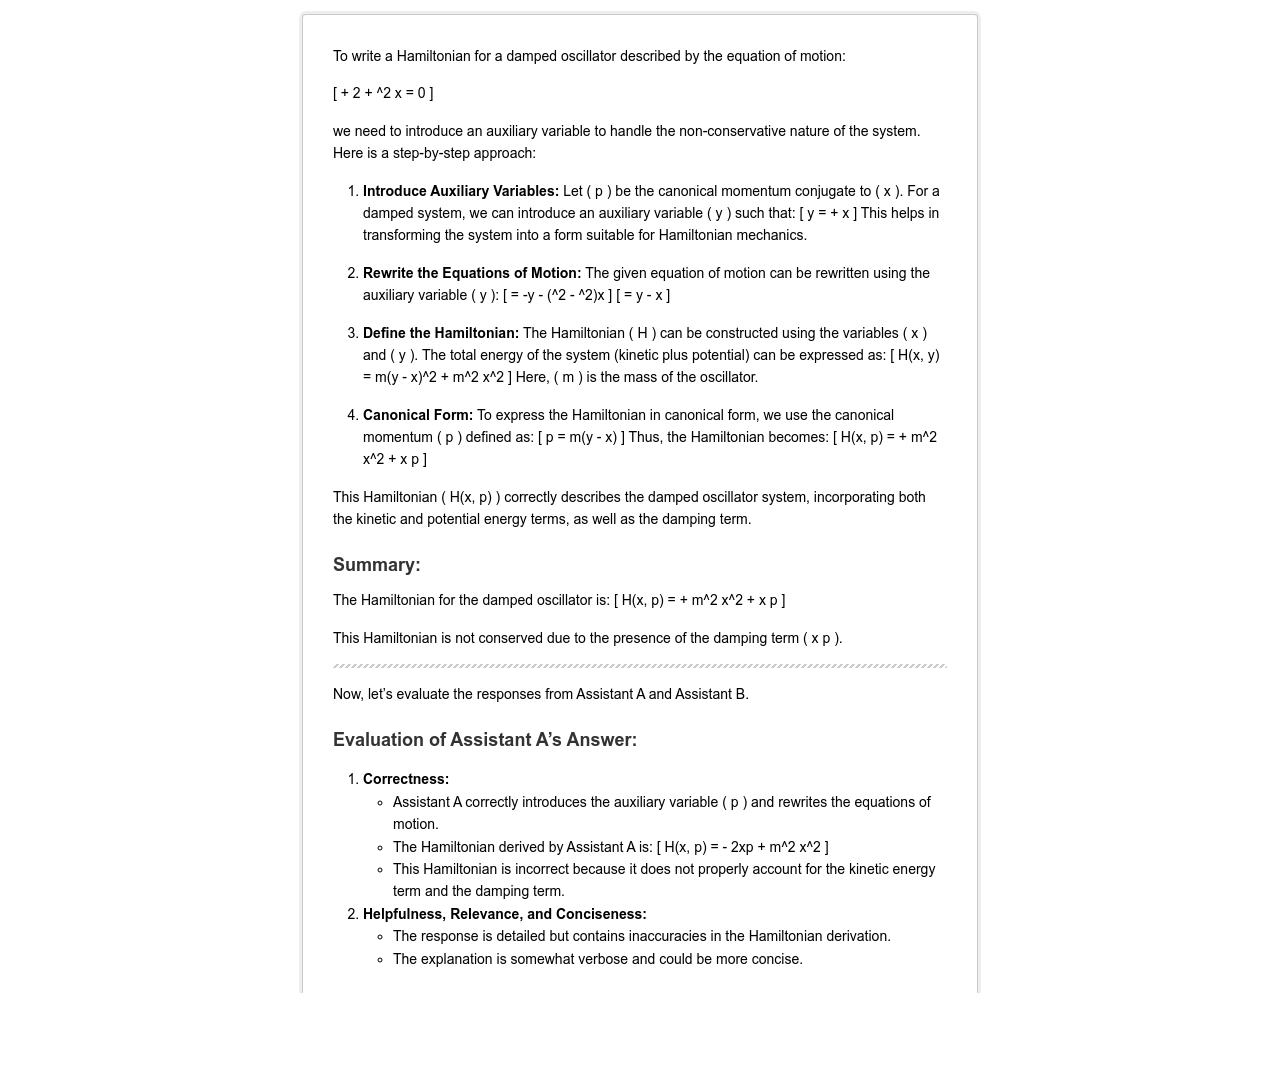 To write a Hamiltonian for a damped oscillator described by the equation of motion:
[ + 2 + ^2 x = 0 ]
we need to introduce an auxiliary variable to handle the non-conservative nature of the system.
Here is a step-by-step approach:
1. Introduce Auxiliary Variables: Let ( p ) be the canonical momentum conjugate to ( x ). For a
damped system, we can introduce an auxiliary variable ( y ) such that: [ y = + x ] This helps in
transforming the system into a form suitable for Hamiltonian mechanics.
2. Rewrite the Equations of Motion: The given equation of motion can be rewritten using the
auxiliary variable ( y ): [ = -y - (^2 - ^2)x ] [ = y - x ]
3. Define the Hamiltonian: The Hamiltonian ( H ) can be constructed using the variables ( x )
and ( y ). The total energy of the system (kinetic plus potential) can be expressed as: [ H(x, y)
= m(y - x)^2 + m^2 x^2 ] Here, ( m ) is the mass of the oscillator.
4. Canonical Form: To express the Hamiltonian in canonical form, we use the canonical
momentum ( p ) defined as: [ p = m(y - x) ] Thus, the Hamiltonian becomes: [ H(x, p) = + m^2
x^2 + x p ]
This Hamiltonian ( H(x, p) ) correctly describes the damped oscillator system, incorporating both
the kinetic and potential energy terms, as well as the damping term.
Summary:
The Hamiltonian for the damped oscillator is: [ H(x, p) = + m^2 x^2 + x p ]
This Hamiltonian is not conserved due to the presence of the damping term ( x p ).
Now, let’s evaluate the responses from Assistant A and Assistant B.
Evaluation of Assistant A’s Answer:
1. Correctness:
◦ Assistant A correctly introduces the auxiliary variable ( p ) and rewrites the equations of
motion.
◦ The Hamiltonian derived by Assistant A is: [ H(x, p) = - 2xp + m^2 x^2 ]
◦ This Hamiltonian is incorrect because it does not properly account for the kinetic energy
term and the damping term.
2. Helpfulness, Relevance, and Conciseness:
◦ The response is detailed but contains inaccuracies in the Hamiltonian derivation.
◦ The explanation is somewhat verbose and could be more concise.